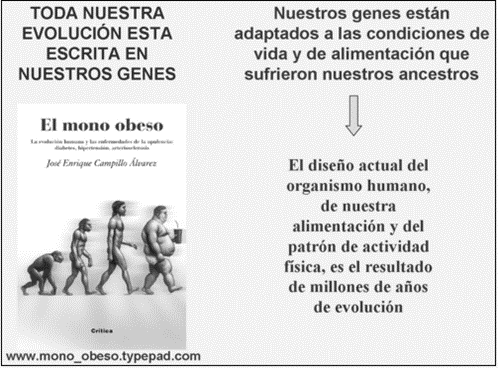 TODA NUESTRA
EVOLUCIÓN ESTA
ESCRITA EN
NUESTROS GENES
El mono obeso
La evolución humana y las enfermedades de la opulencia:
diabetes, hipertensión, arteriosclerosis
José Enrique Campillo Álvarez
Crítica
www.mono_obeso.typepad.com
Nuestros genes están
adaptados a las condiciones de
vida y de alimentación que
sufrieron nuestros ancestros
El diseño actual del
organismo humano,
de nuestra
alimentación y del
patrón de actividad
física, es el resultado
de millones de años
de evolución